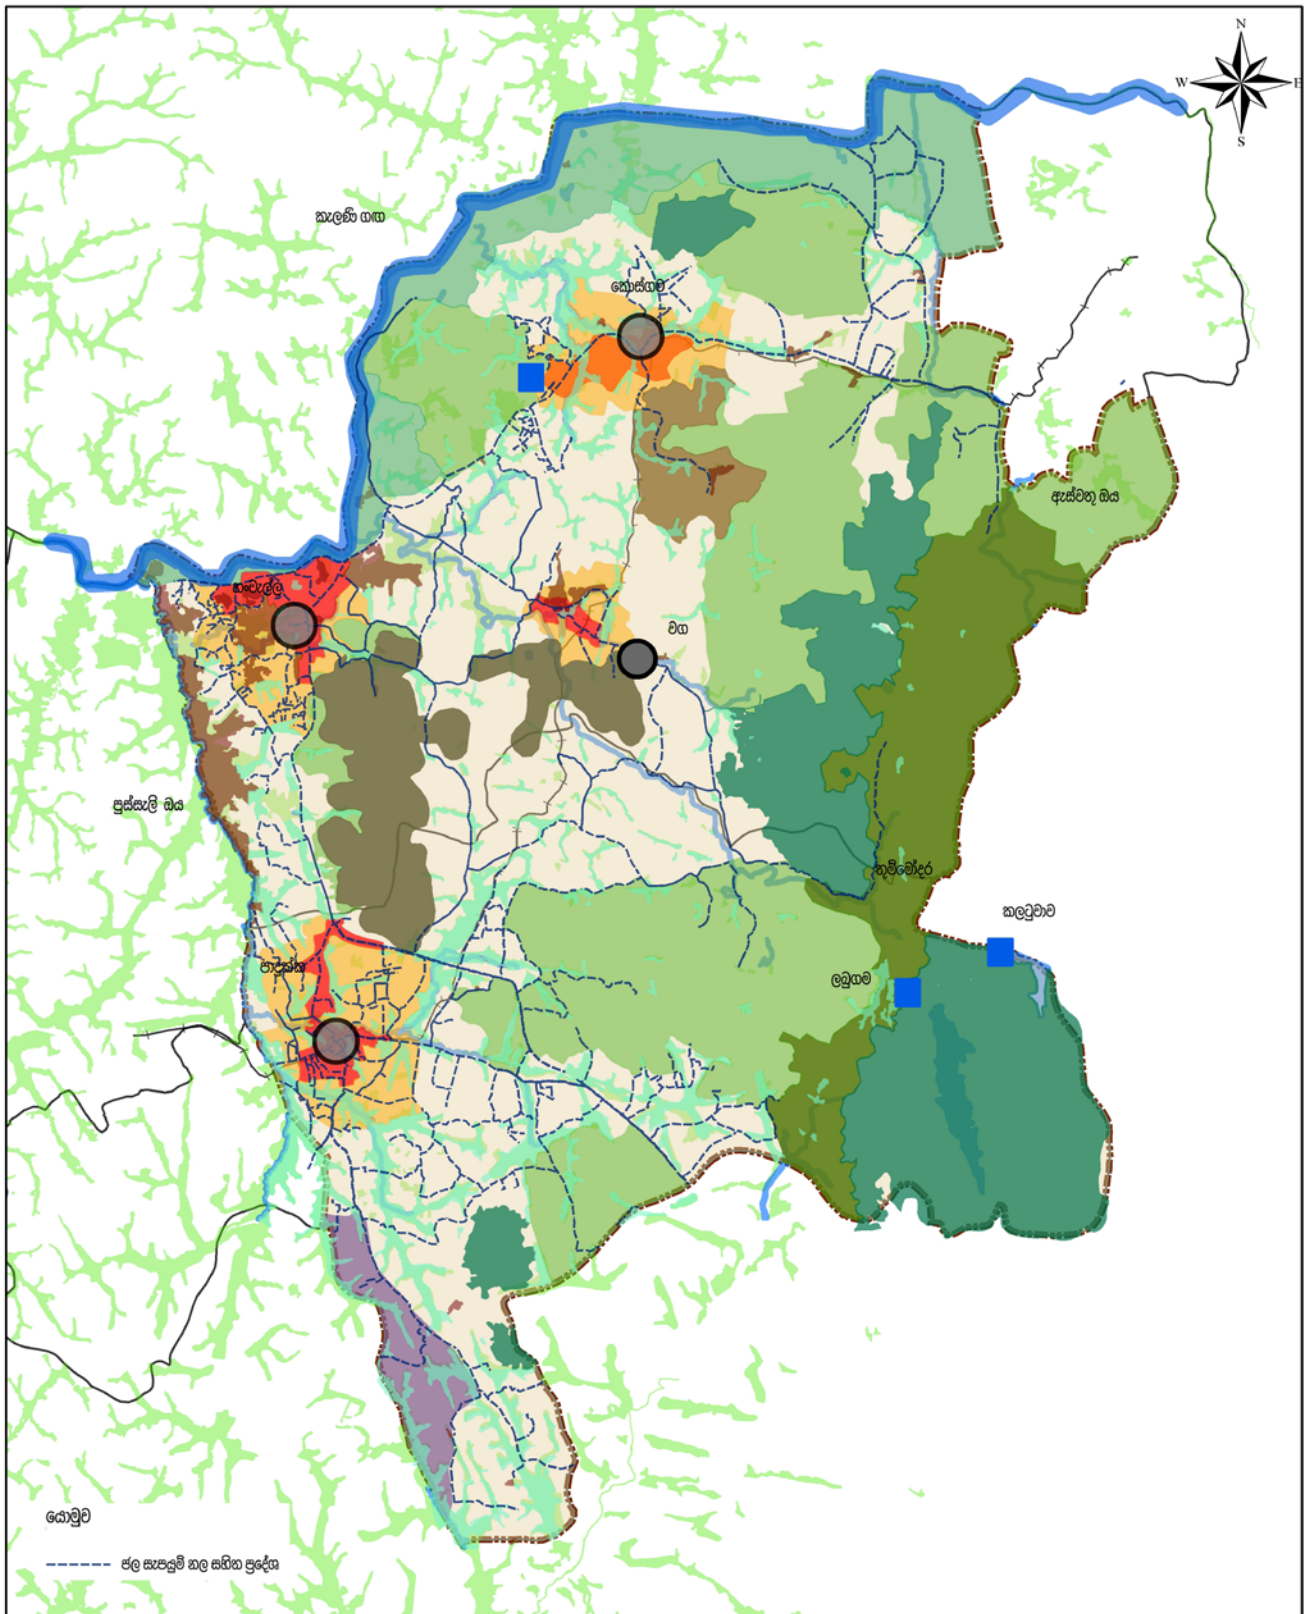 N
W
E
S
කැලණි ගඟ
කොස්ගම
ඇස්වතු ඔය
හංවැල්ල
වග
පුස්සැලි ඔය
තුම්මෝදර
කලටුවාව
පාදුක්ක
ලබුගම
යොමුව
ජල සැපයුම් නල සහිත ප්‍රදේශ